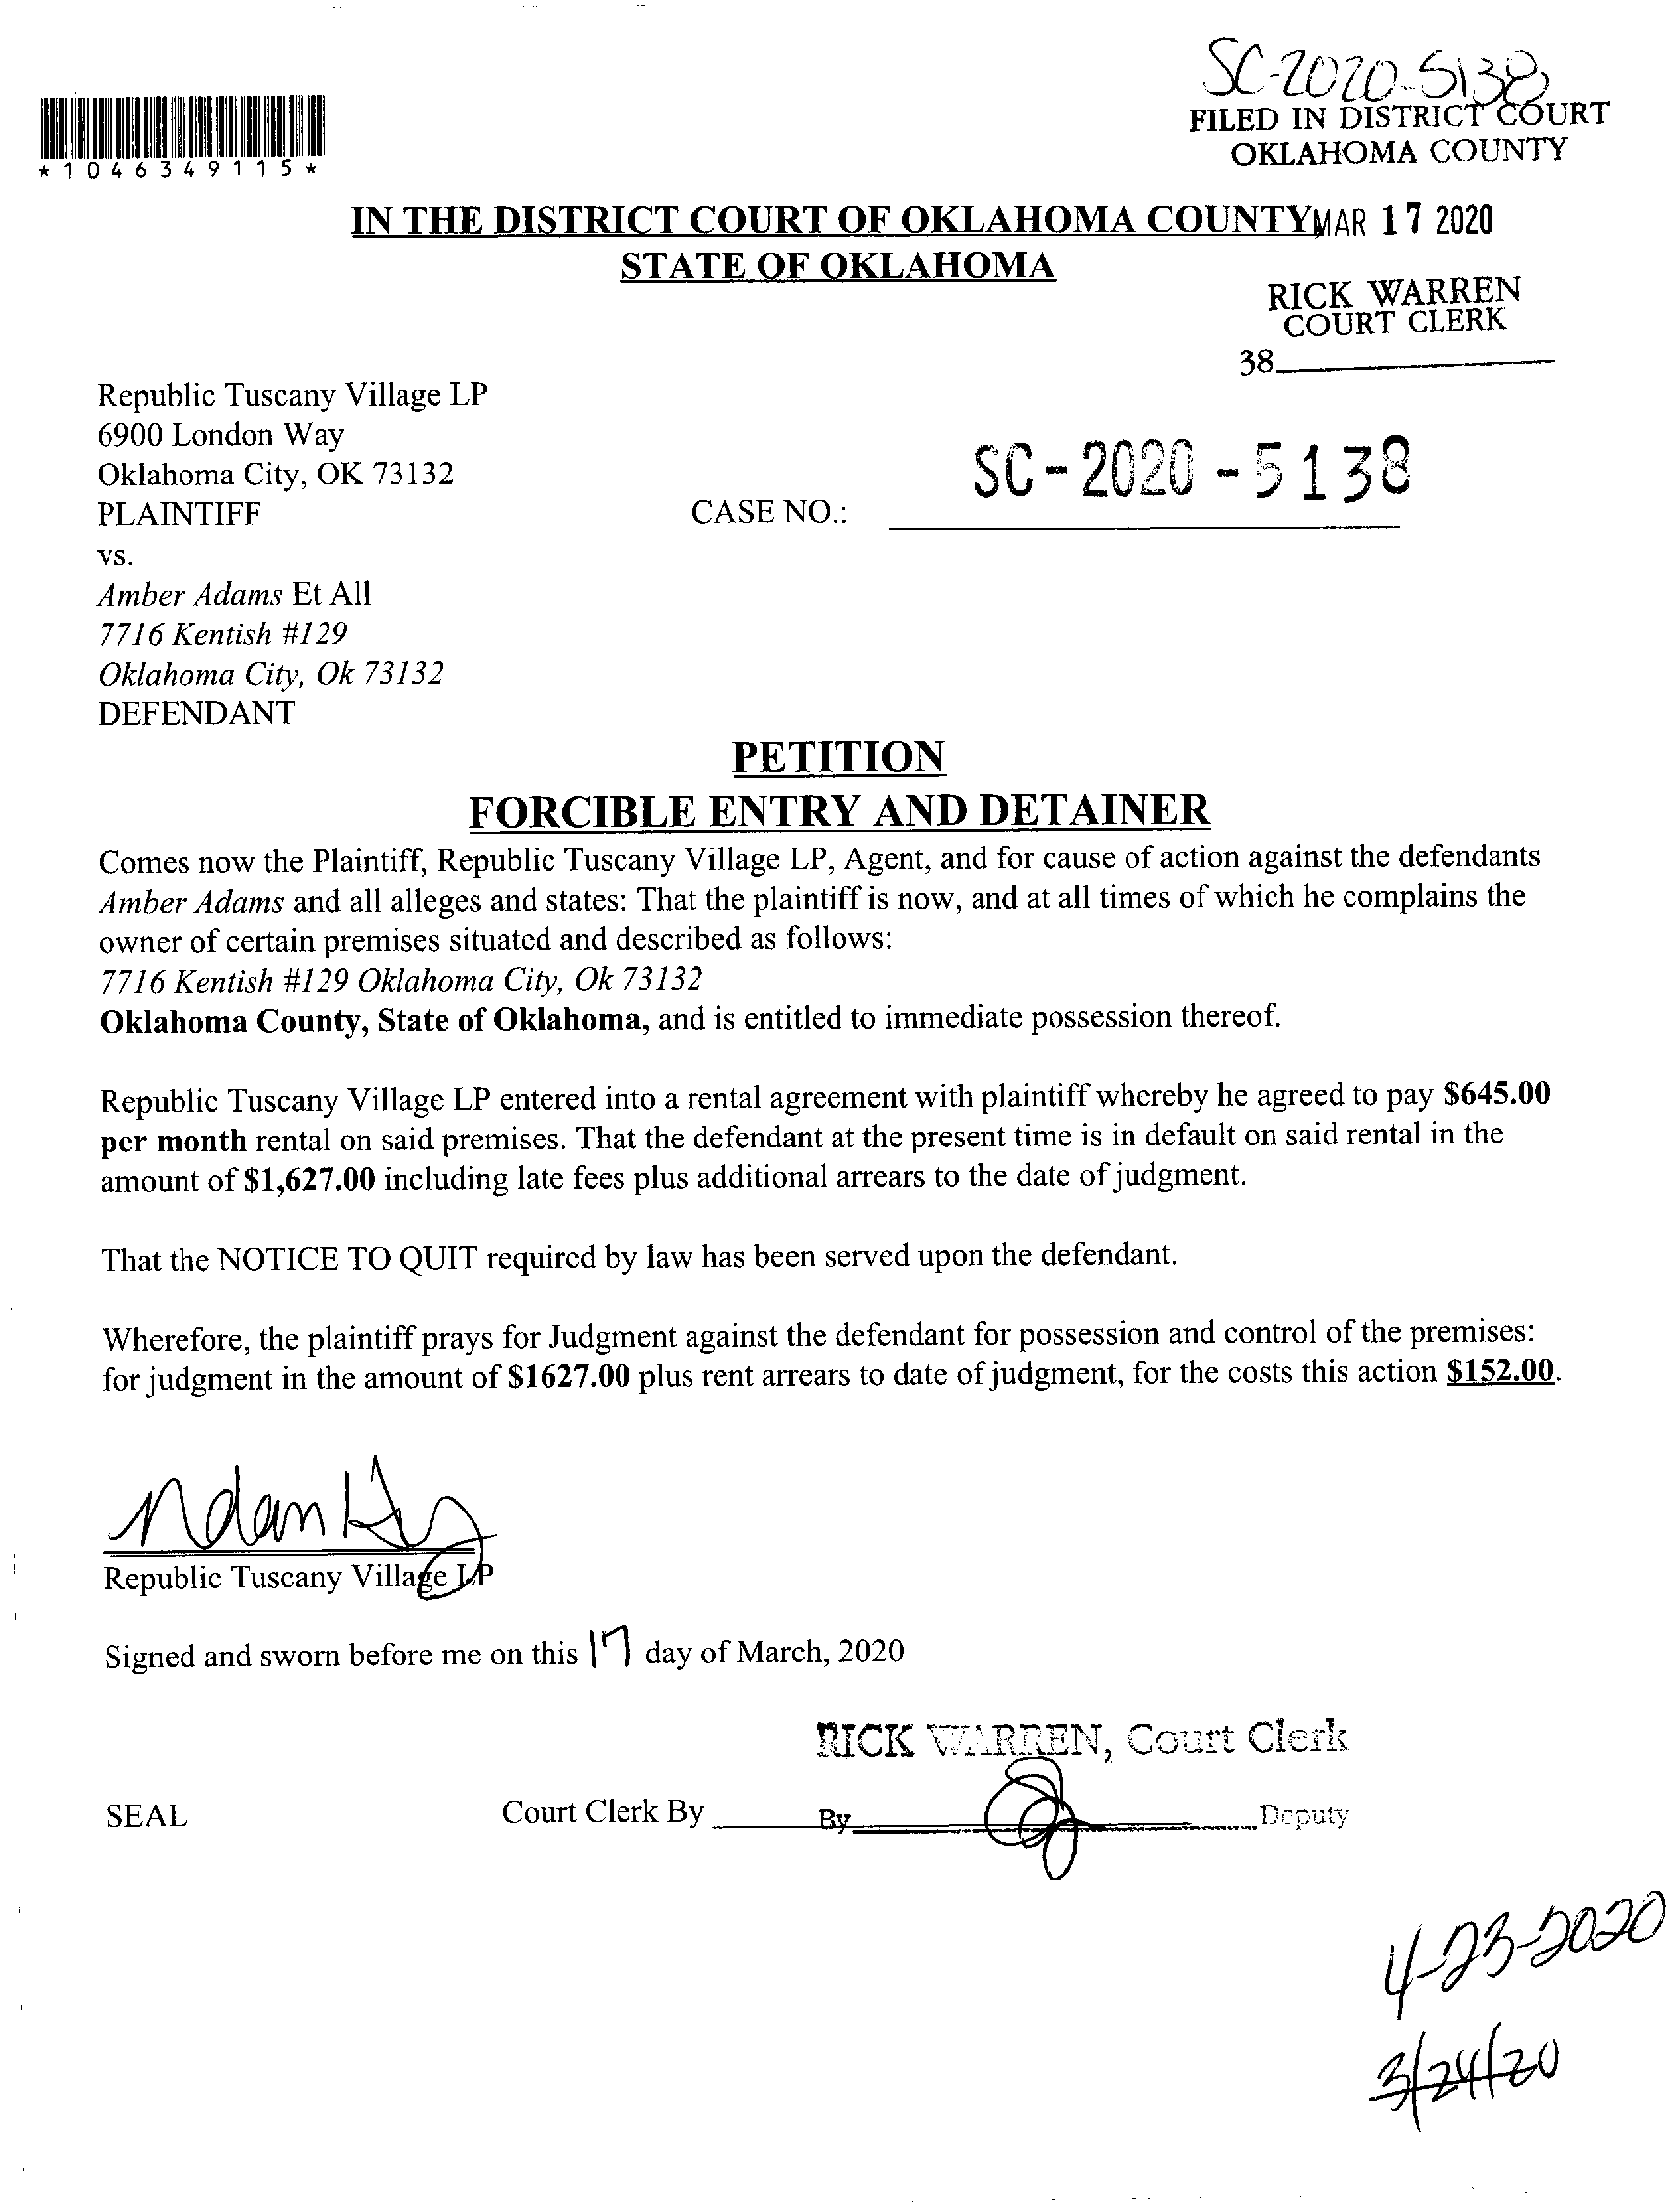 SC-2020-5138
FILED IN DISTRICT COURT
OKLAHOMA COUNTY
*1046349115*
IN THE DISTRICT COURT OF OKLAHOMA COUNTY MAR 17 2020
STATE OF OKLAHOMA
RICK WARREN
COURT CLERK
38
Republic Tuscany Village LP
6900 London Way
Oklahoma City, OK 73132
PLAINTIFF
CASE NO.: SC-2020-5138
vs.
Amber Adams Et All
7716 Kentish #129
Oklahoma City, Ok 73132
DEFENDANT
PETITION
FORCIBLE ENTRY AND DETAINER
Comes now the Plaintiff, Republic Tuscany Village LP, Agent, and for cause of action against the defendants
Amber Adams and all alleges and states: That the plaintiff is now, and at all times of which he complains the
owner of certain premises situated and described as follows:
7716 Kentish #129 Oklahoma City, Ok 73132
Oklahoma County, State of Oklahoma, and is entitled to immediate possession thereof.
Republic Tuscany Village LP entered into a rental agreement with plaintiff whereby he agreed to pay $645.00
per month rental on said premises. That the defendant at the present time is in default on said rental in the
amount of $1,627.00 including late fees plus additional arrears to the date of judgment.
That the NOTICE TO QUIT required by law has been served upon the defendant.
Wherefore, the plaintiff prays for Judgment against the defendant for possession and control of the premises:
for judgment in the amount of $1627.00 plus rent arrears to date of judgment, for the costs this action $152.00.
Republic Tuscany Village LP
Signed and sworn before me on this 17 day of March, 2020
RICK WARREN, Court Clerk
SEAL Court Clerk By By Deputy
4-23-2020
3/24/20